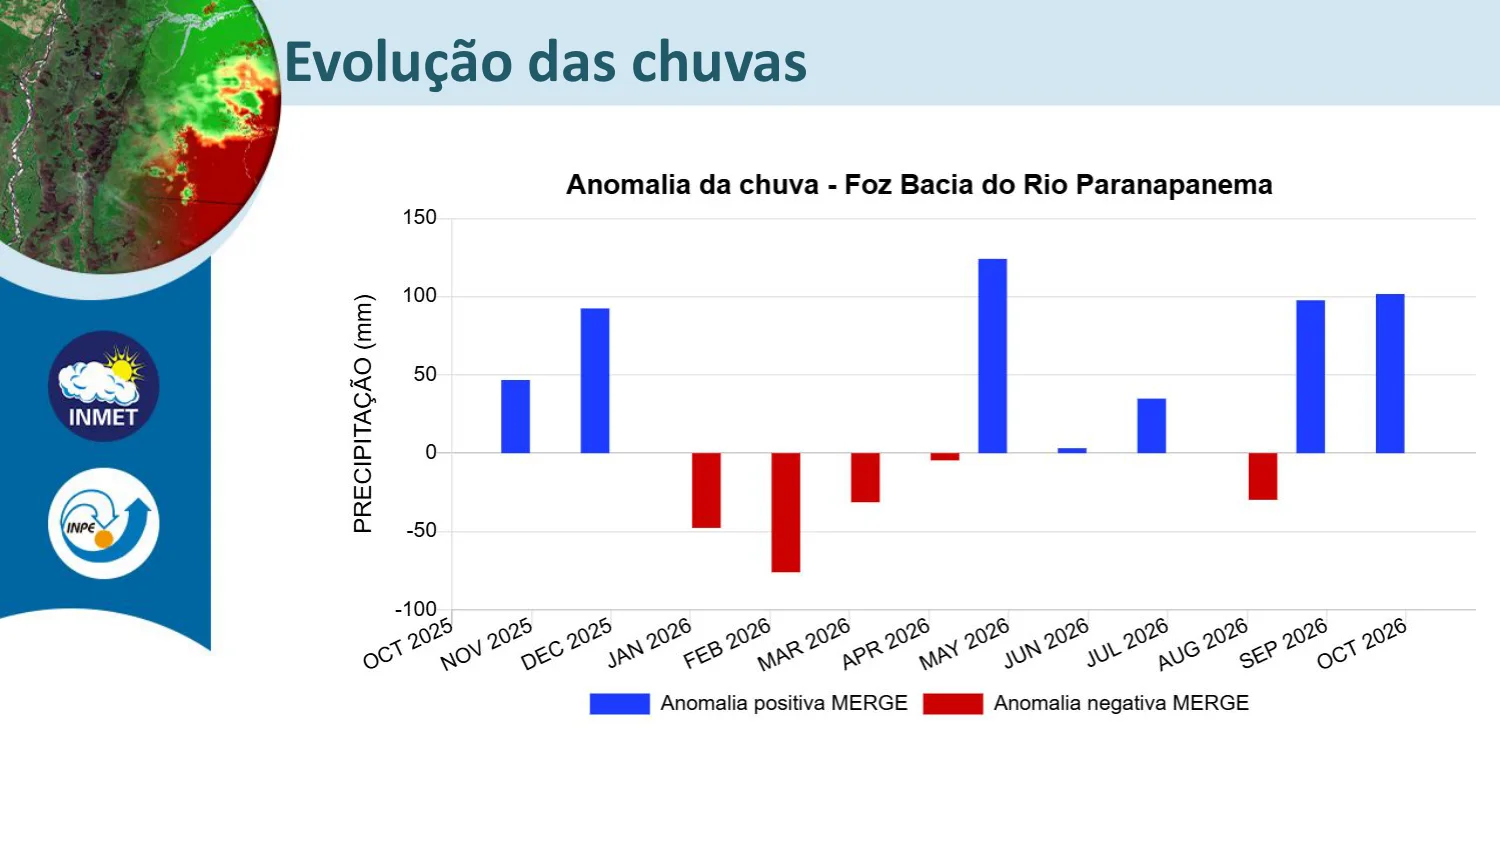 Evolução das chuvas
Anomalia da chuva - Foz Bacia do Rio Paranapanema
PRECIPITAÇÃO (mm)
150
100
50
0
-50
-100
OCT 2025
NOV 2025
DEC 2025
JAN 2026
FEB 2026
MAR 2026
APR 2026
MAY 2026
JUN 2026
JUL 2026
AUG 2026
SEP 2026
OCT 2026
Anomalia positiva MERGE
Anomalia negativa MERGE
INMET
INPE